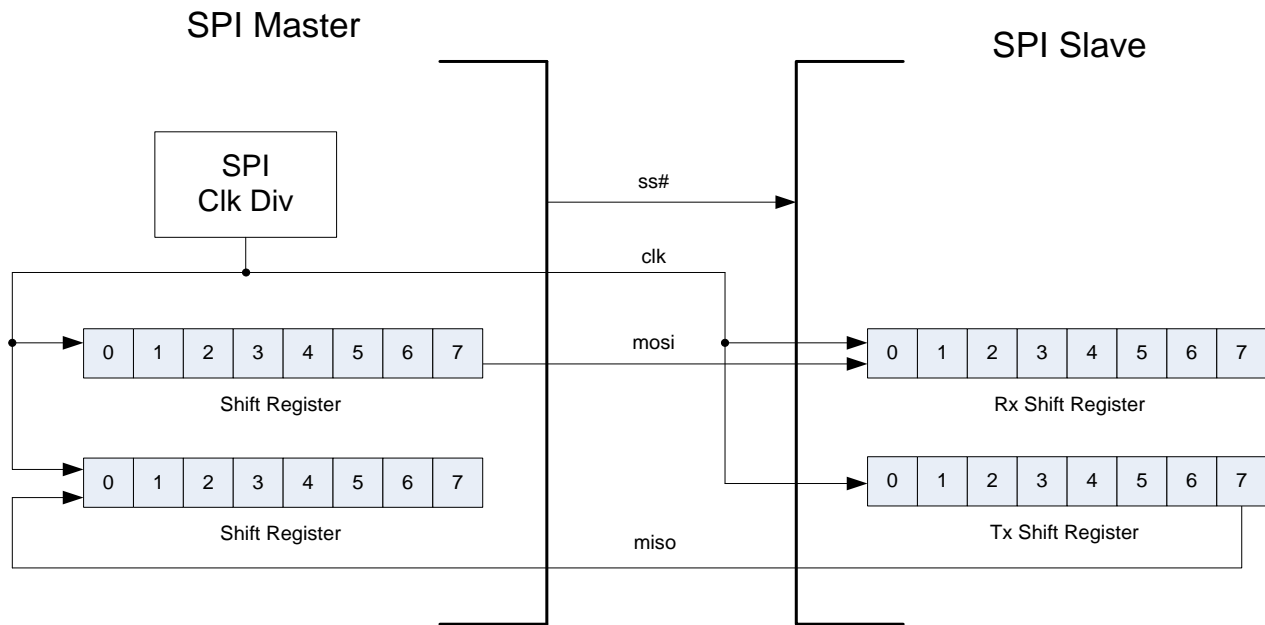 SPI Master
SPI Slave
SPI
Clk Div
ss#
clk
0 1 2 3 4 5 6 7
mosi
0 1 2 3 4 5 6 7
Shift Register
Rx Shift Register
0 1 2 3 4 5 6 7
0 1 2 3 4 5 6 7
Shift Register
Tx Shift Register
miso